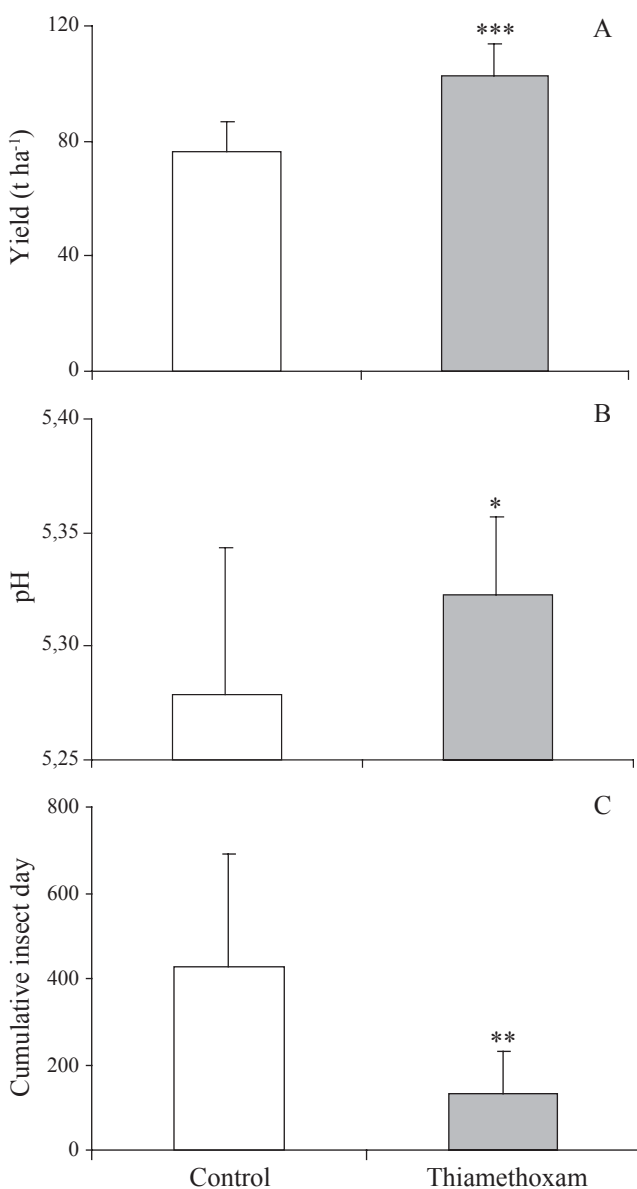 120
***
A
80
40
0
Yield (t ha⁻¹)
5,40
B
*
5,35
5,30
5,25
pH
800
C
600
400
**
200
0
Cumulative insect day
Control
Thiamethoxam